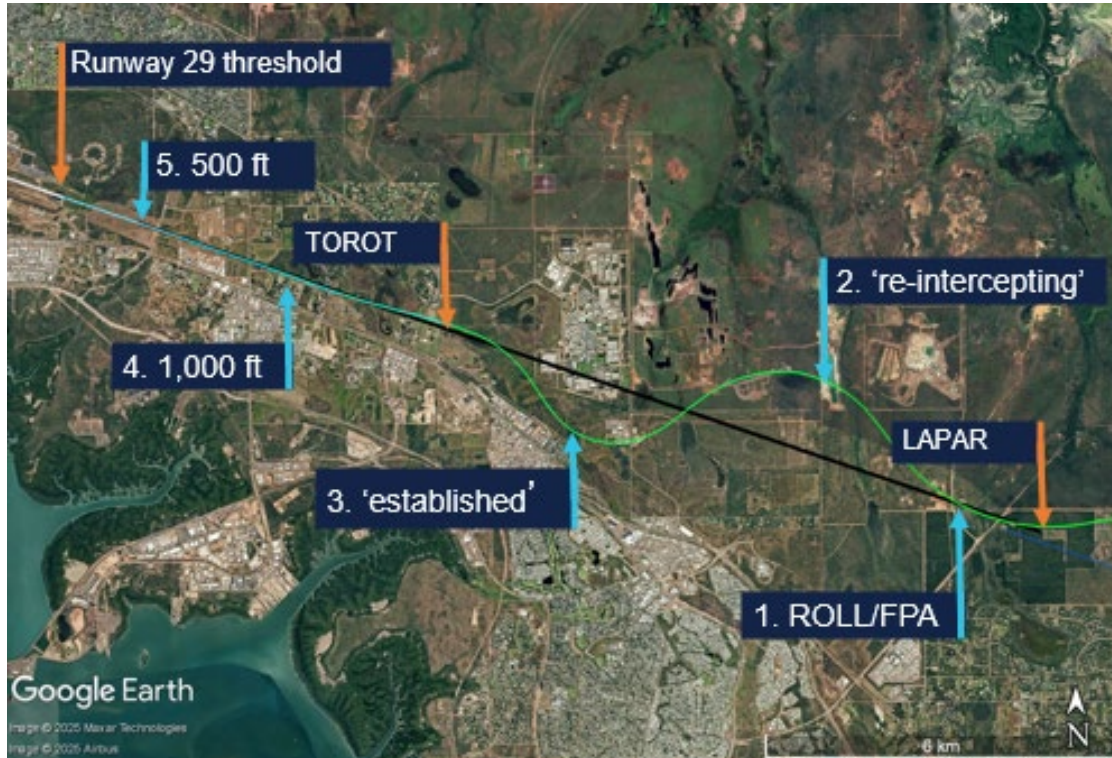 Runway 29 threshold
5. 500 ft
TOROT
2. ‘re-intercepting’
4. 1,000 ft
LAPAR
3. ‘established’
1. ROLL/FPA
Google Earth
Image © 2025 Maxar Technologies
Image © 2025 Airbus
N
6 km